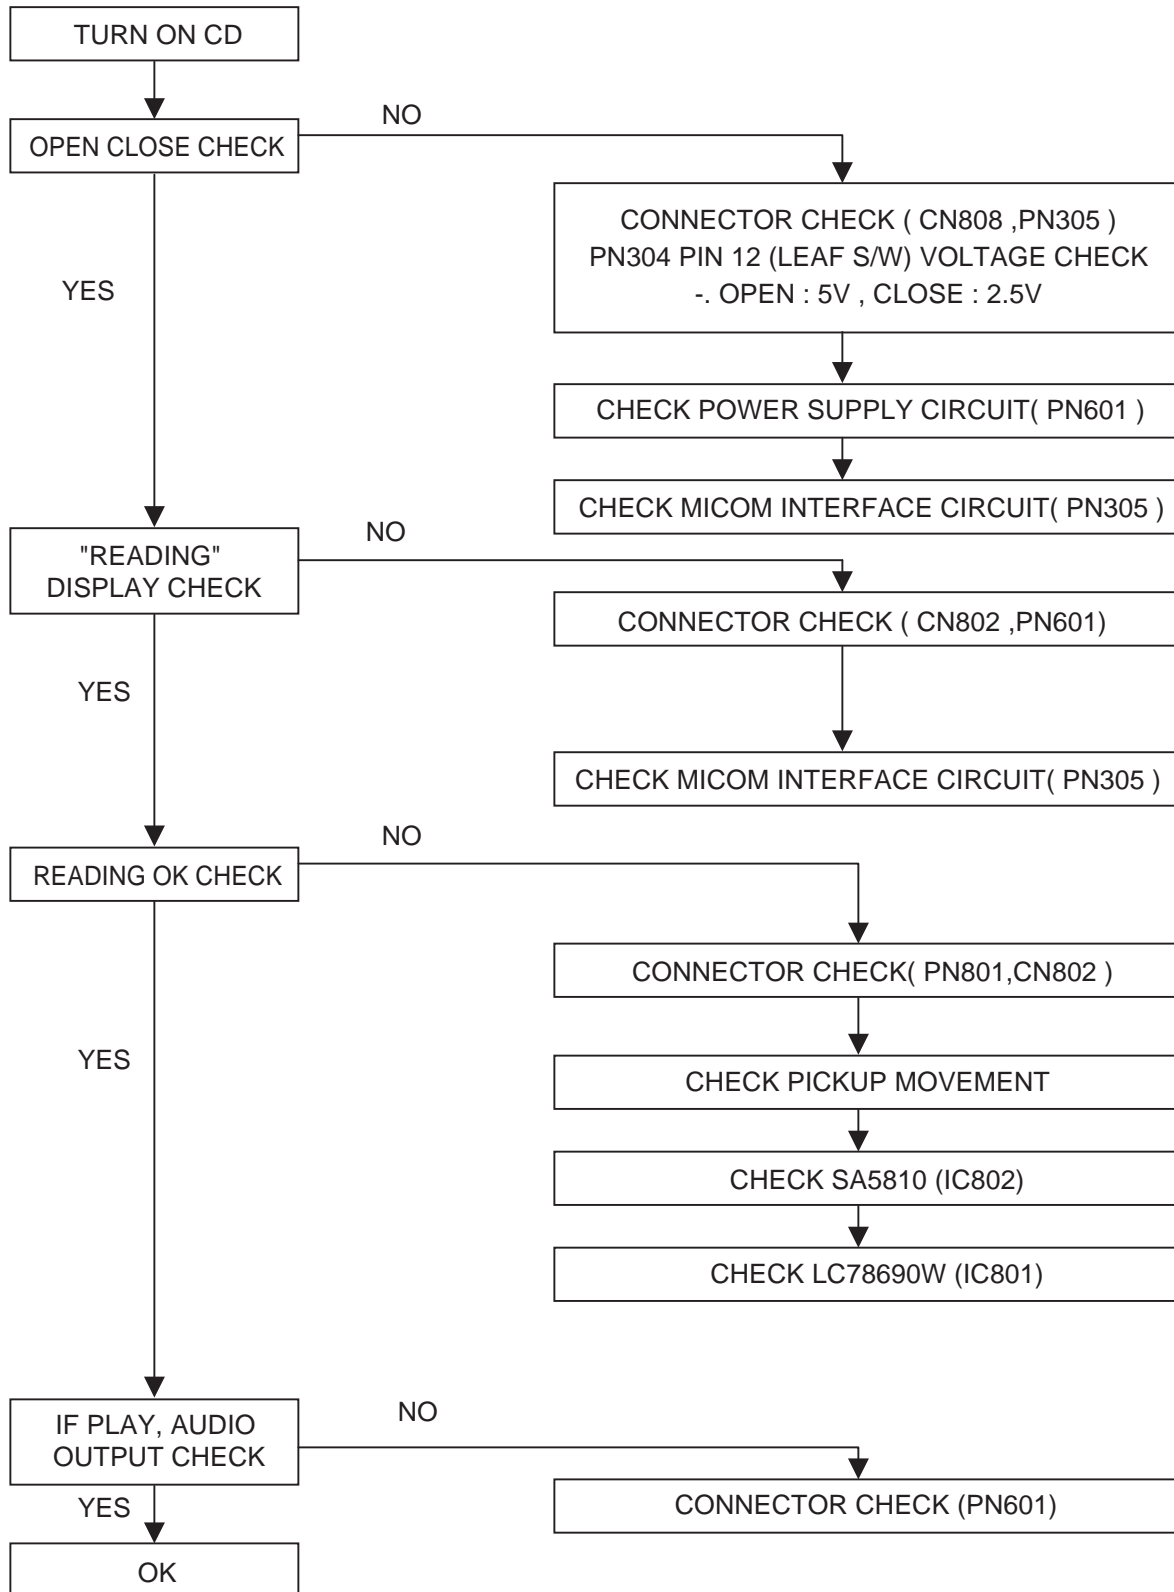 TURN ON CD
OPEN CLOSE CHECK
NO
CONNECTOR CHECK ( CN808 ,PN305 )
PN304 PIN 12 (LEAF S/W) VOLTAGE CHECK
-. OPEN : 5V , CLOSE : 2.5V
YES
CHECK POWER SUPPLY CIRCUIT( PN601 )
CHECK MICOM INTERFACE CIRCUIT( PN305 )
"READING"
DISPLAY CHECK
NO
CONNECTOR CHECK ( CN802 ,PN601)
YES
CHECK MICOM INTERFACE CIRCUIT( PN305 )
READING OK CHECK
NO
CONNECTOR CHECK( PN801,CN802 )
YES
CHECK PICKUP MOVEMENT
CHECK SA5810 (IC802)
CHECK LC78690W (IC801)
IF PLAY, AUDIO
OUTPUT CHECK
NO
CONNECTOR CHECK (PN601)
YES
OK